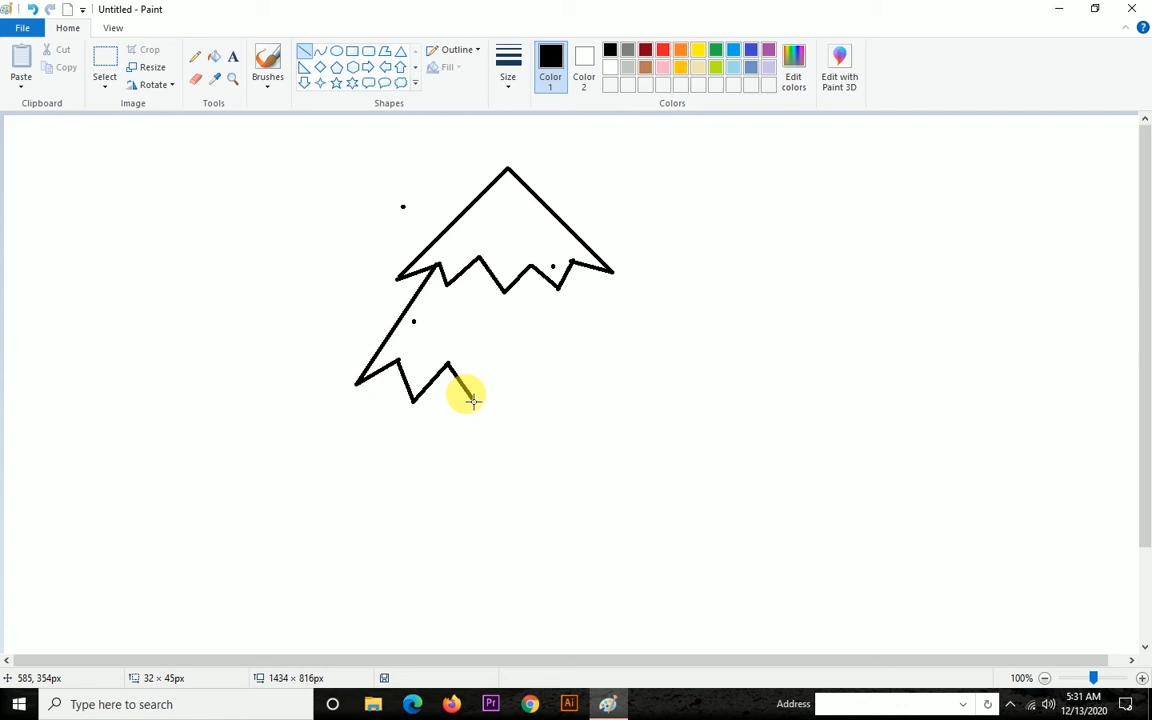 Untitled - Paint
File Home View
Paste
Cut
Copy
Clipboard
Select
Crop
Resize
Rotate
Image
Tools
Brushes
Outline
Fill
Shapes
Size
Color 1
Color 2
Edit colors
Edit with Paint 3D
Colors
585, 354px
32 × 45px
1434 × 816px
100%
Type here to search
Pr
Ai
Address
5:31 AM
12/13/2020